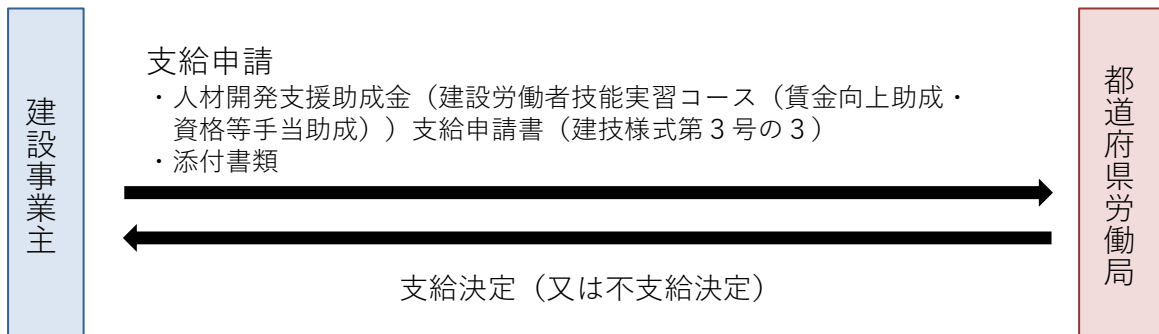 建設事業主
支給申請
・人材開発支援助成金（建設労働者技能実習コース（賃金向上助成・
資格等手当助成））支給申請書（建技様式第３号の３）
・添付書類
支給決定（又は不支給決定）
都道府県労働局